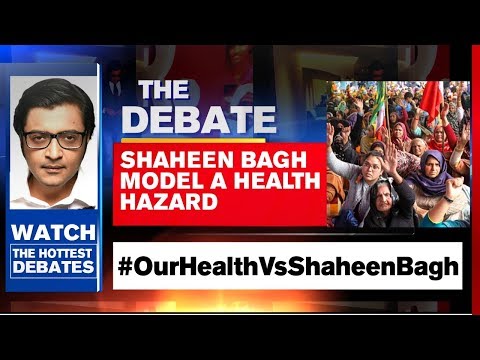 THE
DEBATE
SHAHEEN BAGH
MODEL A HEALTH
HAZARD
WATCH
THE HOTTEST
DEBATES
#OurHealthVsShaheenBagh